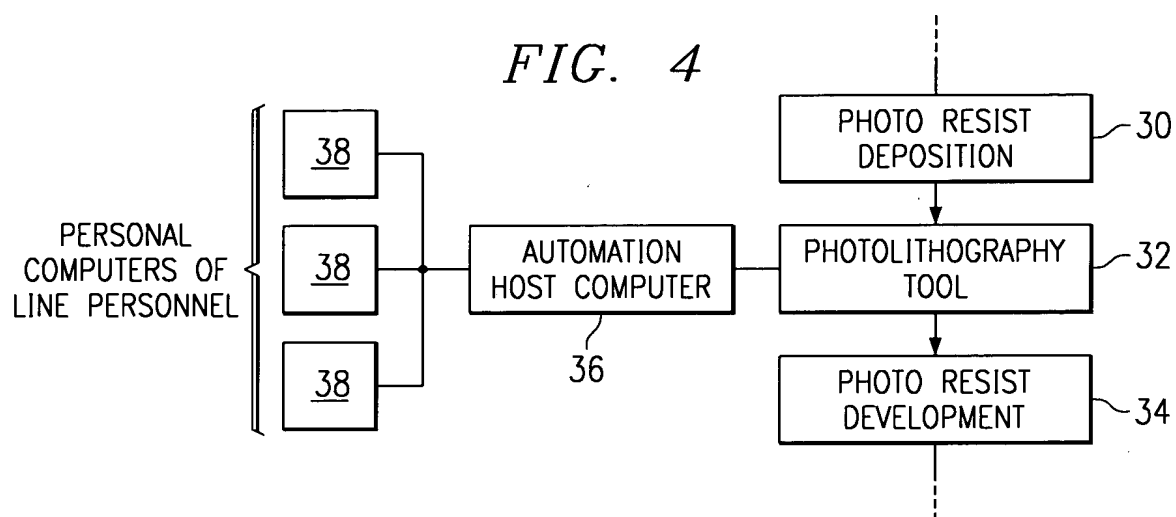 FIG. 4
PHOTO RESIST
DEPOSITION
30
38
38
38
PERSONAL
COMPUTERS OF
LINE PERSONNEL
AUTOMATION
HOST COMPUTER
36
PHOTOLITHOGRAPHY
TOOL
32
PHOTO RESIST
DEVELOPMENT
34